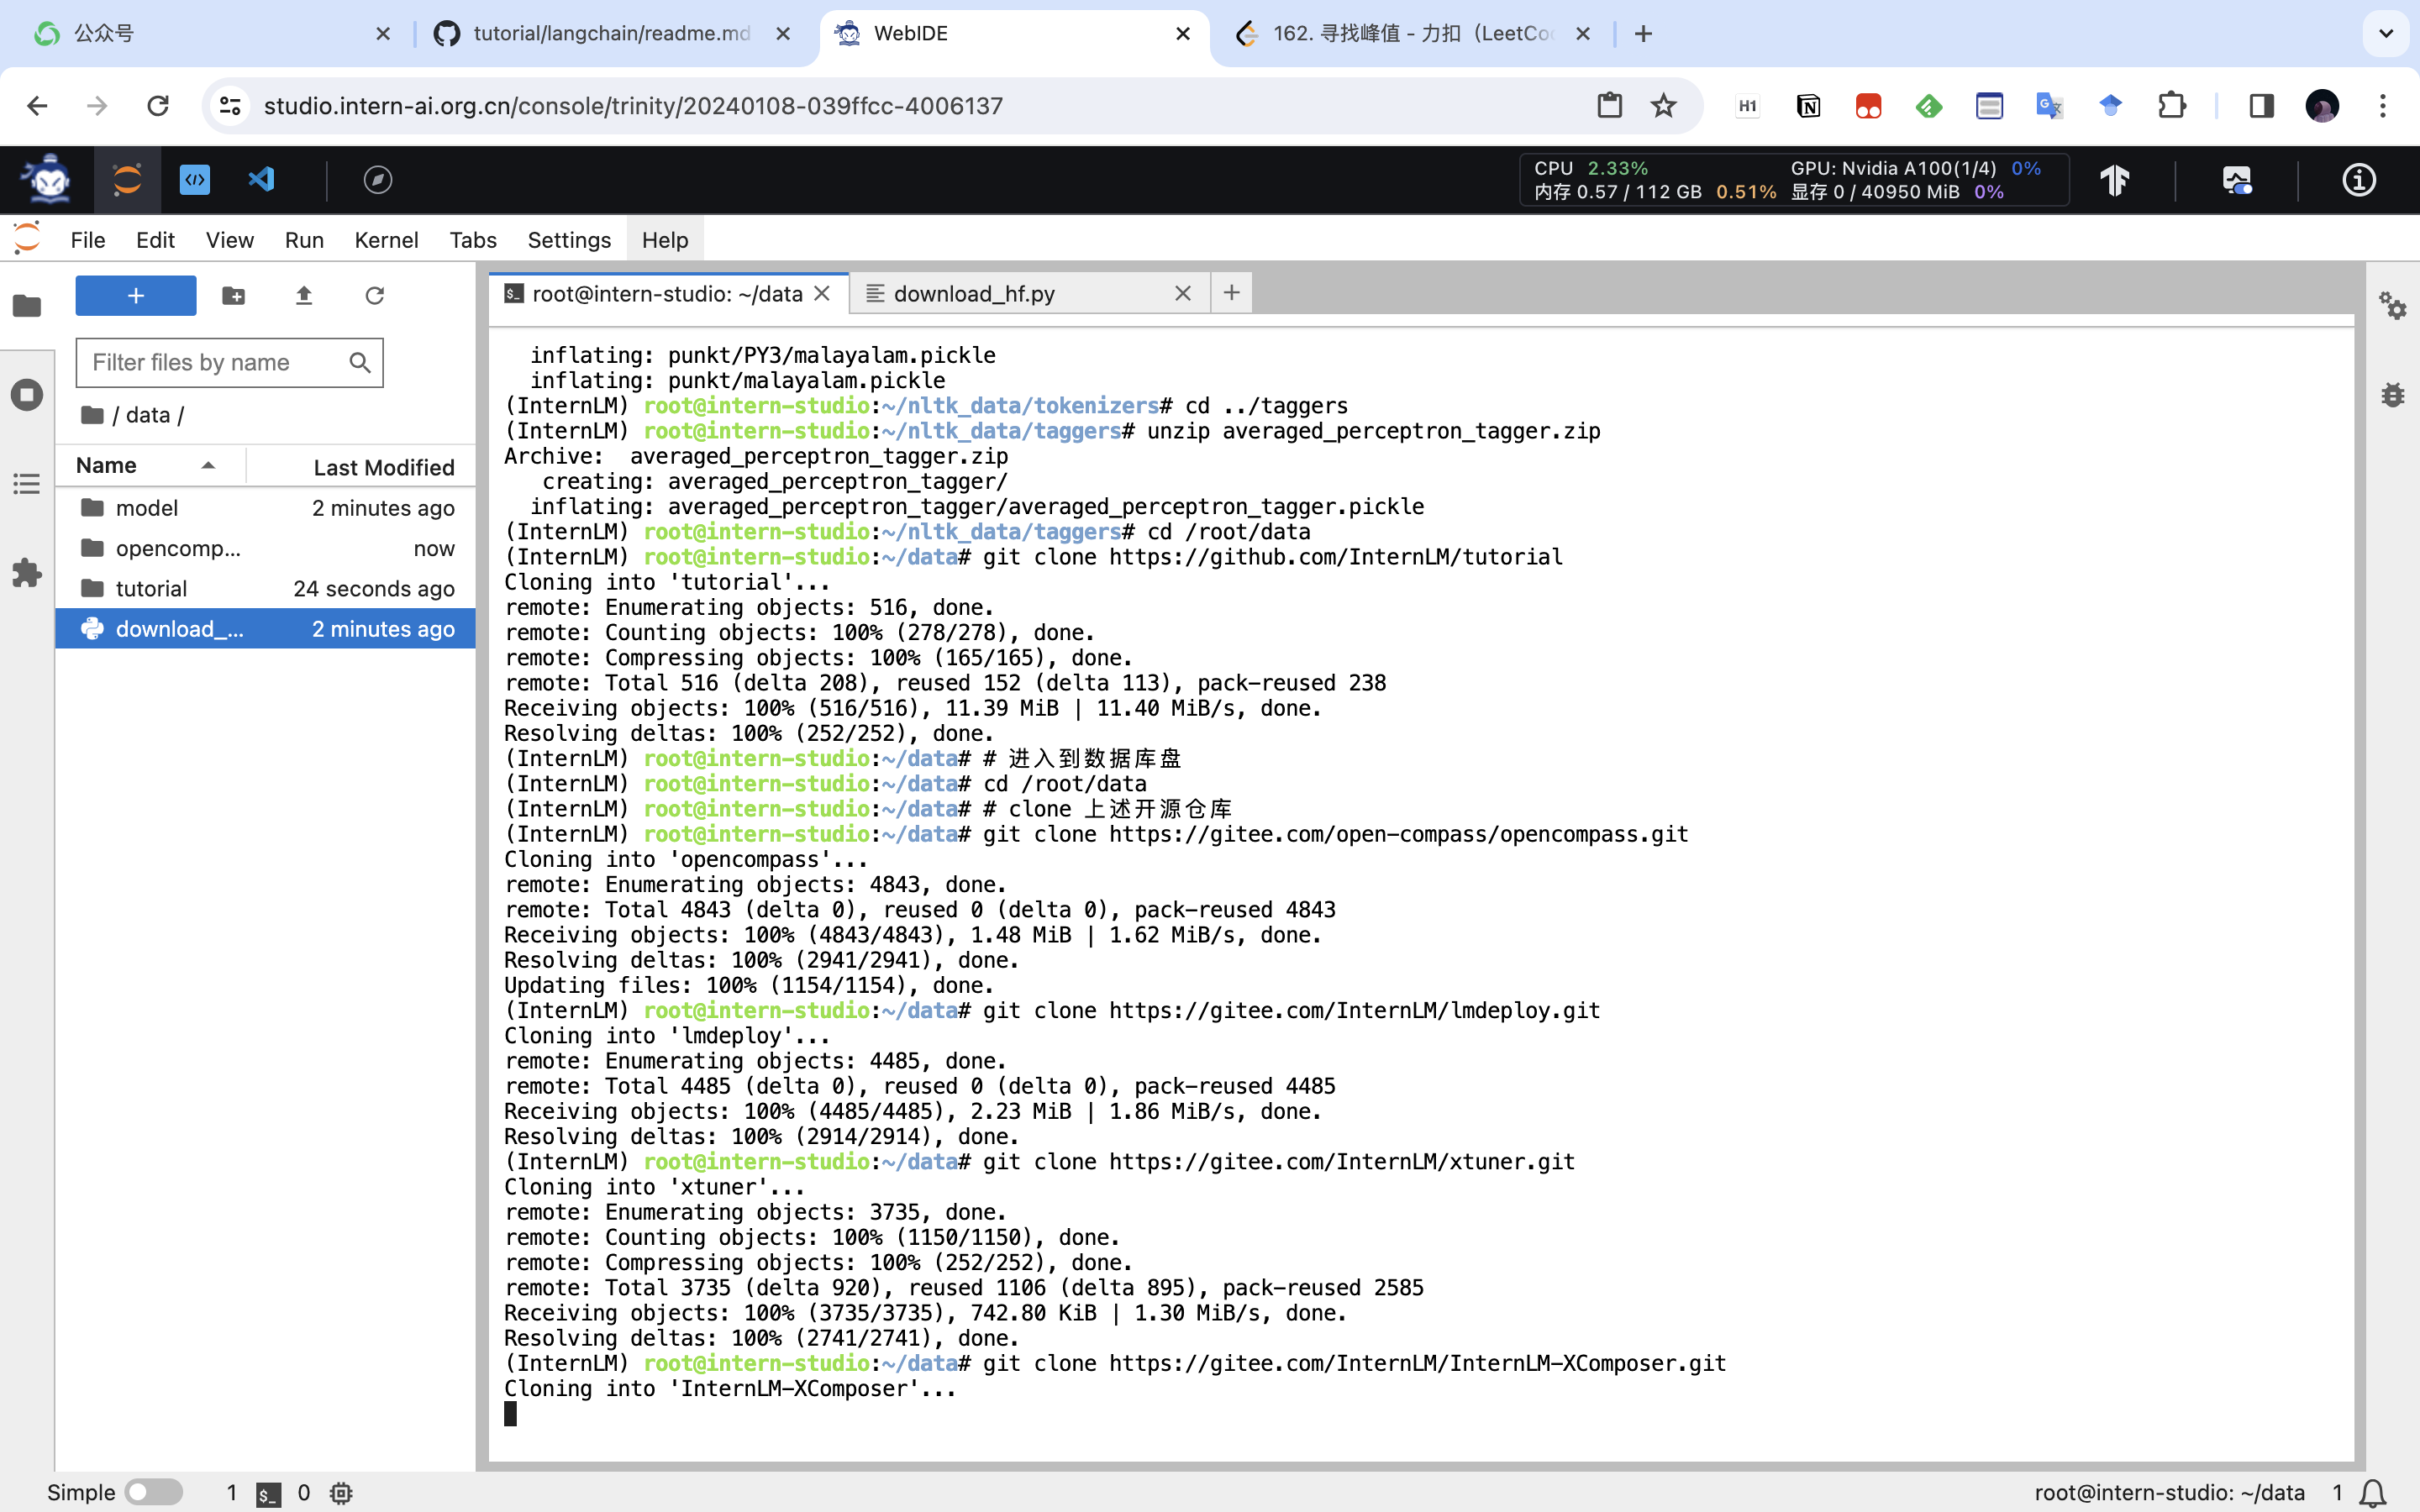 公众号
tutorial/langchain/readme.md
WebIDE
162. 寻找峰值 - 力扣（LeetCo
studio.intern-ai.org.cn/console/trinity/20240108-039ffcc-4006137
H1
CPU 2.33% GPU: Nvidia A100(1/4) 0%
内存 0.57 / 112 GB 0.51% 显存 0 / 40950 MiB 0%
File Edit View Run Kernel Tabs Settings Help
+
root@intern-studio: ~/data
download_hf.py
Filter files by name
/ data /
Name Last Modified
model 2 minutes ago
opencomp... now
tutorial 24 seconds ago
download_... 2 minutes ago
inflating: punkt/PY3/malayalam.pickle
inflating: punkt/malayalam.pickle
(InternLM) root@intern-studio:~/nltk_data/tokenizers# cd ../taggers
(InternLM) root@intern-studio:~/nltk_data/taggers# unzip averaged_perceptron_tagger.zip
Archive:  averaged_perceptron_tagger.zip
creating: averaged_perceptron_tagger/
inflating: averaged_perceptron_tagger/averaged_perceptron_tagger.pickle
(InternLM) root@intern-studio:~/nltk_data/taggers# cd /root/data
(InternLM) root@intern-studio:~/data# git clone https://github.com/InternLM/tutorial
Cloning into 'tutorial'...
remote: Enumerating objects: 516, done.
remote: Counting objects: 100% (278/278), done.
remote: Compressing objects: 100% (165/165), done.
remote: Total 516 (delta 208), reused 152 (delta 113), pack-reused 238
Receiving objects: 100% (516/516), 11.39 MiB | 11.40 MiB/s, done.
Resolving deltas: 100% (252/252), done.
(InternLM) root@intern-studio:~/data# # 进入到数据库盘
(InternLM) root@intern-studio:~/data# cd /root/data
(InternLM) root@intern-studio:~/data# # clone 上述开源仓库
(InternLM) root@intern-studio:~/data# git clone https://gitee.com/open-compass/opencompass.git
Cloning into 'opencompass'...
remote: Enumerating objects: 4843, done.
remote: Total 4843 (delta 0), reused 0 (delta 0), pack-reused 4843
Receiving objects: 100% (4843/4843), 1.48 MiB | 1.62 MiB/s, done.
Resolving deltas: 100% (2941/2941), done.
Updating files: 100% (1154/1154), done.
(InternLM) root@intern-studio:~/data# git clone https://gitee.com/InternLM/lmdeploy.git
Cloning into 'lmdeploy'...
remote: Enumerating objects: 4485, done.
remote: Total 4485 (delta 0), reused 0 (delta 0), pack-reused 4485
Receiving objects: 100% (4485/4485), 2.23 MiB | 1.86 MiB/s, done.
Resolving deltas: 100% (2914/2914), done.
(InternLM) root@intern-studio:~/data# git clone https://gitee.com/InternLM/xtuner.git
Cloning into 'xtuner'...
remote: Enumerating objects: 3735, done.
remote: Counting objects: 100% (1150/1150), done.
remote: Compressing objects: 100% (252/252), done.
remote: Total 3735 (delta 920), reused 1106 (delta 895), pack-reused 2585
Receiving objects: 100% (3735/3735), 742.80 KiB | 1.30 MiB/s, done.
Resolving deltas: 100% (2741/2741), done.
(InternLM) root@intern-studio:~/data# git clone https://gitee.com/InternLM/InternLM-XComposer.git
Cloning into 'InternLM-XComposer'...
Simple 1 0 root@intern-studio: ~/data 1